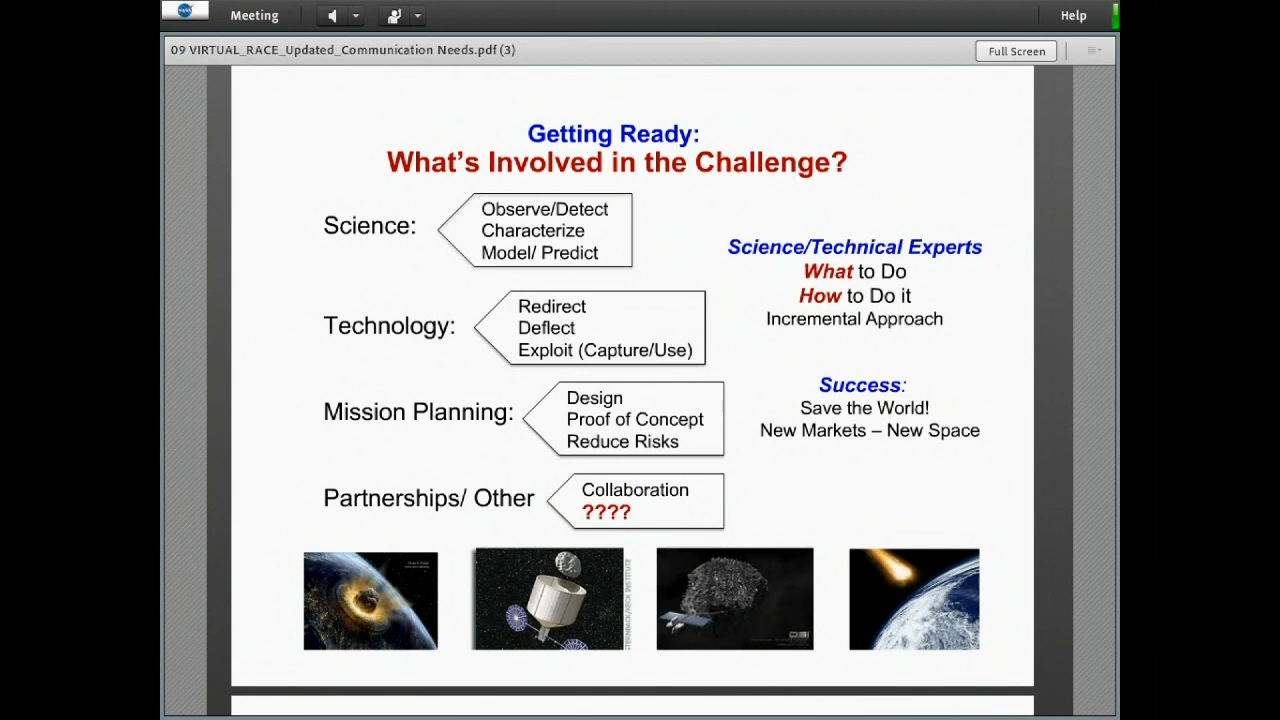 Meeting
Help
09 VIRTUAL_RACE_Updated_Communication Needs.pdf (3)
Full Screen
Getting Ready:
What's Involved in the Challenge?
Science:
Observe/Detect
Characterize
Model/ Predict
Technology:
Redirect
Deflect
Exploit (Capture/Use)
Mission Planning:
Design
Proof of Concept
Reduce Risks
Partnerships/ Other
Collaboration
????
Science/Technical Experts
What to Do
How to Do it
Incremental Approach
Success:
Save the World!
New Markets – New Space